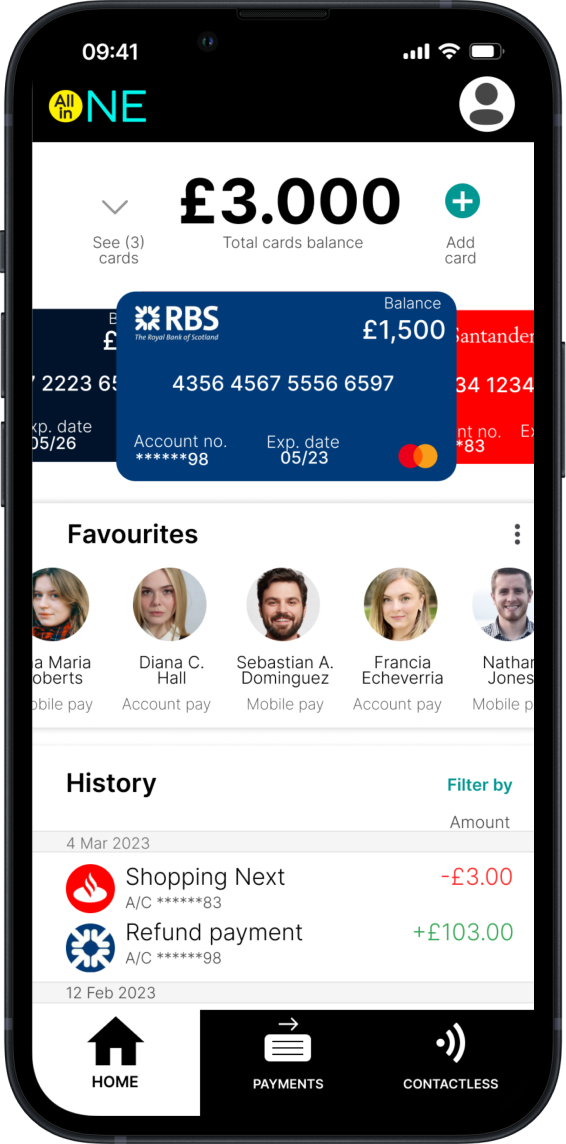 09:41
All
in
NE
£3.000
See (3)
cards
Total cards balance
Add
card
RBS
The Royal Bank of Scotland
Balance
£1,500
Santander
2223
4356 4567 5556 6597
34 1234
xp. date
05/26
Account no.
******98
Exp. date
05/23
nt no.
*83
Favourites
Maria
oberts
obile pay
Diana C.
Hall
Account pay
Sebastian A.
Dominguez
Mobile pay
Francia
Echeverria
Account pay
Nathan
Jones
Mobile p
History
Filter by
Amount
4 Mar 2023
Shopping Next
-£3.00
A/C ******83
Refund payment
+£103.00
A/C ******98
12 Feb 2023
HOME
PAYMENTS
CONTACTLESS